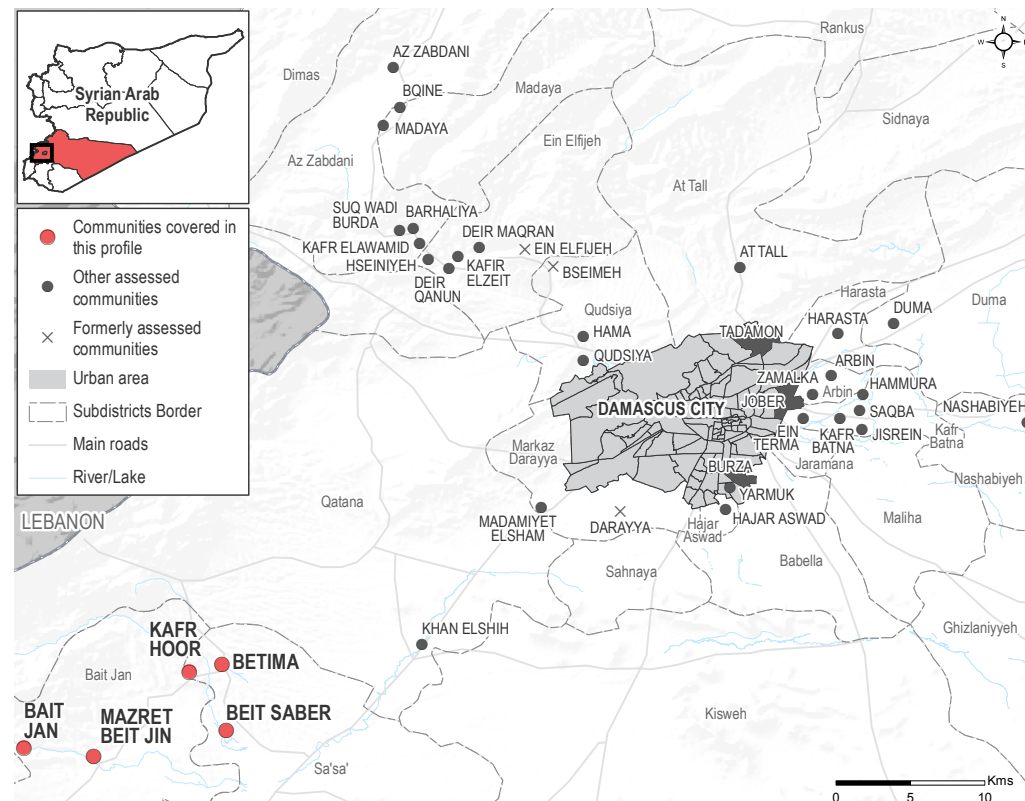 Syrian Arab
Republic
Communities covered in
this profile
Other assessed
communities
Formerly assessed
communities
Urban area
Subdistricts Border
Main roads
River/Lake
N
W
S
Rankus
AZ ZABDANI
Dimas
BQINE
Madaya
MADAYA
Sidnaya
Ein Elfijeh
Az Zabdani
At Tall
SUQ WADI
BURDA
BARHALIYA
DEIR MAQRAN
KAFR ELAWAMID
EIN ELFIJEH
HSEINIYEH
KAFIR
ELZEIT
BSEIMEH
DEIR
QANUN
ATTALL
Harasta
Duma
Qudsiya
DUMA
HAMA
TADAMON
HARASTA
QUDSIYA
ARBIN
ZAMALKA
HAMMURA
Arbin
DAMASCUS CITY
JOBER
SAQBA
NASHABIYEH
EIN
TERMA
KAFR
BATNA
JISREIN
Kafr
Batna
Markaz
Darayya
Jaramana
BURZA
Nashabiyeh
YARMUK
Qatana
LEBANON
MADAMIYET
ELSHAM
DARAYYA
Hajar
Aswad
HAJAR ASWAD
Maliha
Sahnaya
Babella
KHAN ELSHIH
Ghizlaniyyeh
KAFR
HOOR
BETIMA
Bait Jan
BAIT
JAN
MAZRET
BEIT JIN
BEIT SABER
Kisweh
Sa'sa'
Kms
0
5
10